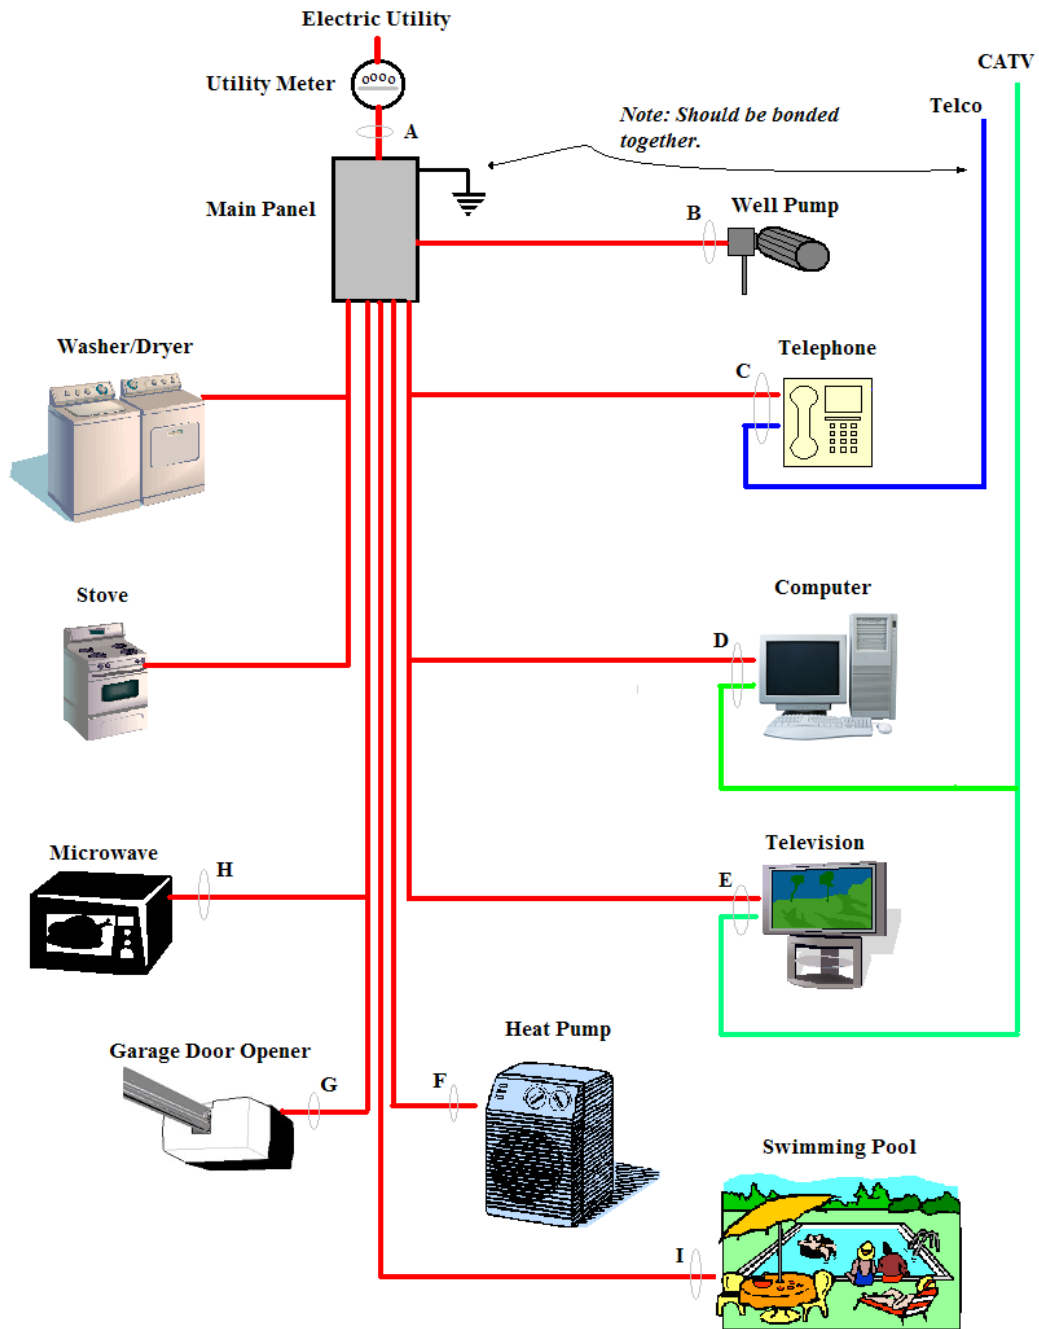 Electric Utility
Utility Meter
CATV
Telco
Note: Should be bonded
together.
A
Main Panel
B
Well Pump
Washer/Dryer
Telephone
C
Stove
Computer
D
Microwave
H
Television
E
Heat Pump
Garage Door Opener
G
F
Swimming Pool
I